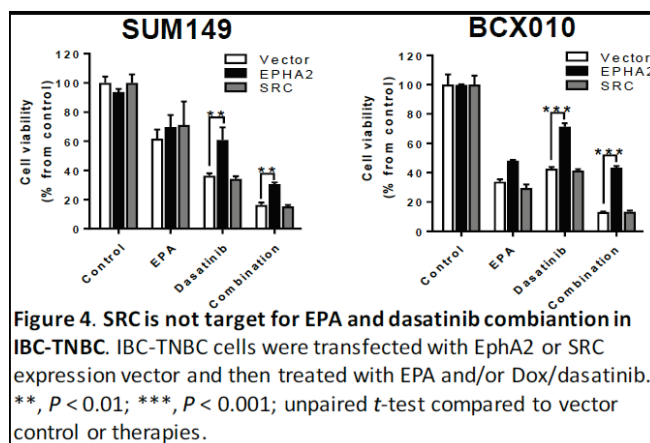 SUM149
BCX010
Cell viability
(% from control)
120
100
80
60
40
20
0
Vector
EPHA2
SRC
**
**
Control
EPA
Dasatinib
Combination
Cell viability
(% from control)
140
120
100
80
60
40
20
0
Vector
EPHA2
SRC
***
***
Control
EPA
Dasatinib
Combination
Figure 4. SRC is not target for EPA and dasatinib combiantion in
IBC-TNBC. IBC-TNBC cells were transfected with EphA2 or SRC
expression vector and then treated with EPA and/or Dox/dasatinib.
**, P < 0.01; ***, P < 0.001; unpaired t-test compared to vector
control or therapies.